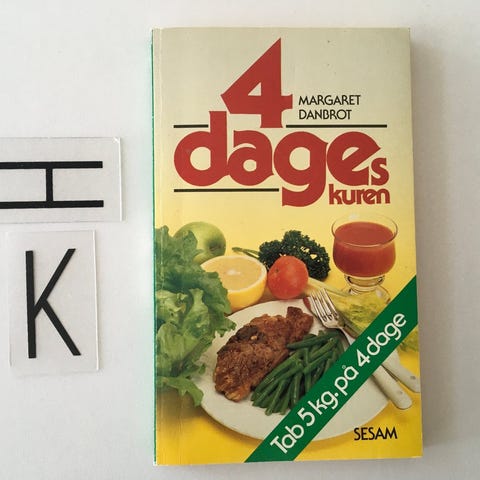 4
MARGARET
DANBROT
dages
kuren
Tab 5 kg. på 4 dage
SESAM
H
K